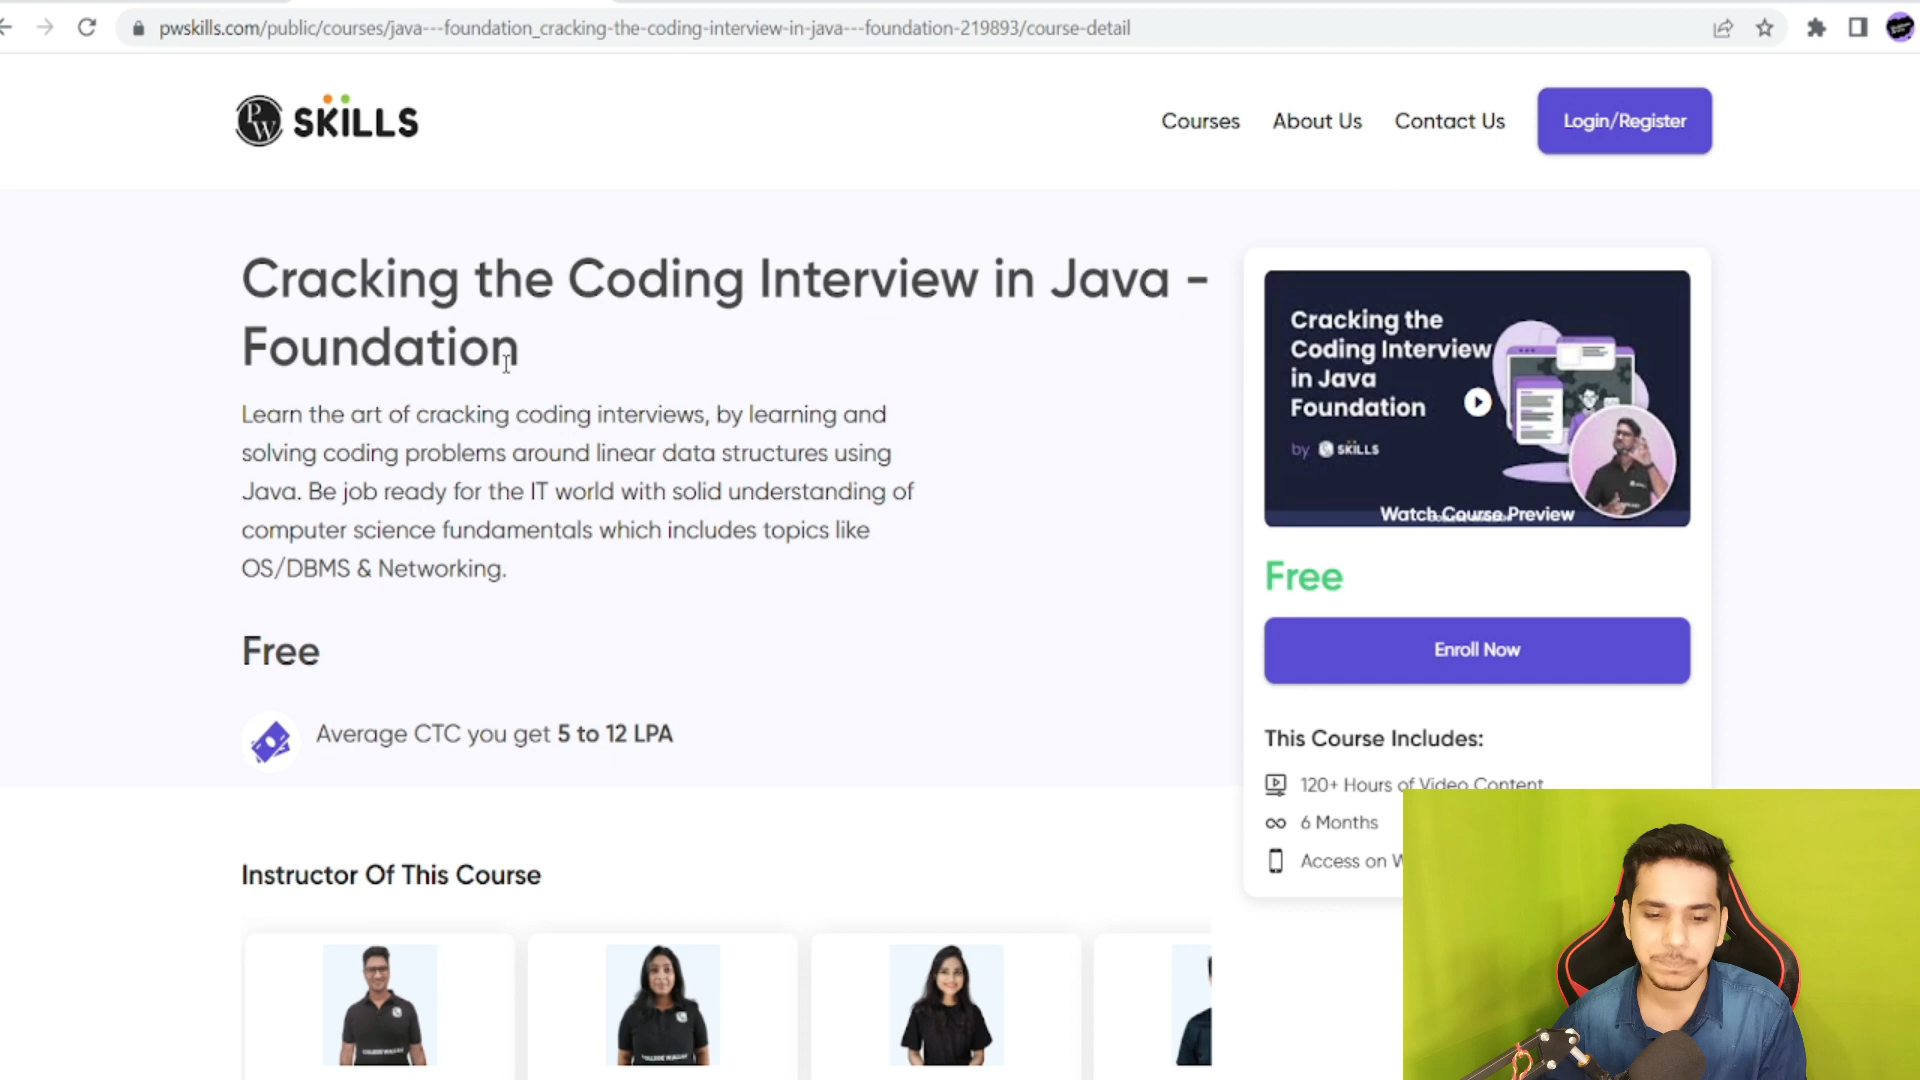 pwskills.com/public/courses/java---foundation_cracking-the-coding-interview-in-java---foundation-219893/course-detail
PW SKILLS
Courses
About Us
Contact Us
Login/Register
Cracking the Coding Interview in Java -
Foundation
Learn the art of cracking coding interviews, by learning and
solving coding problems around linear data structures using
Java. Be job ready for the IT world with solid understanding of
computer science fundamentals which includes topics like
OS/DBMS & Networking.
Free
Average CTC you get 5 to 12 LPA
Cracking the
Coding Interview
in Java
Foundation
by SKILLS
Watch Course Preview
Free
Enroll Now
This Course Includes:
120+ Hours of Video Content
6 Months
Access on
Instructor Of This Course